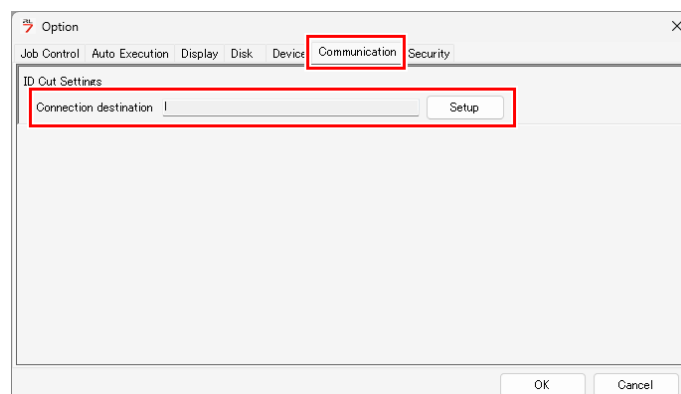 Option
Job Control Auto Execution Display Disk Device Communication Security
ID Cut Settings
Connection destination Setup
OK Cancel